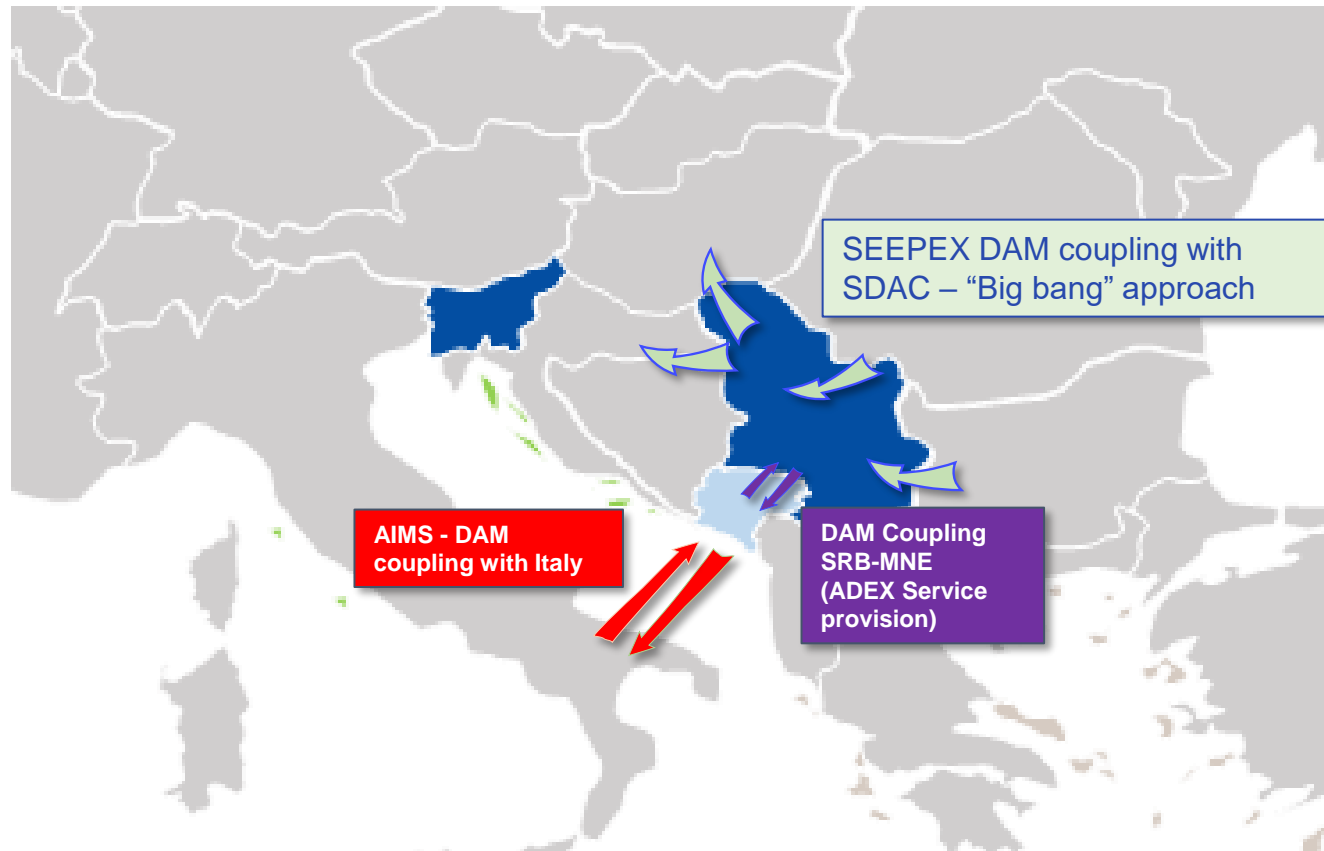 SEEPEX DAM coupling with
SDAC – “Big bang” approach
AIMS - DAM
coupling with Italy
DAM Coupling
SRB-MNE
(ADEX Service
provision)